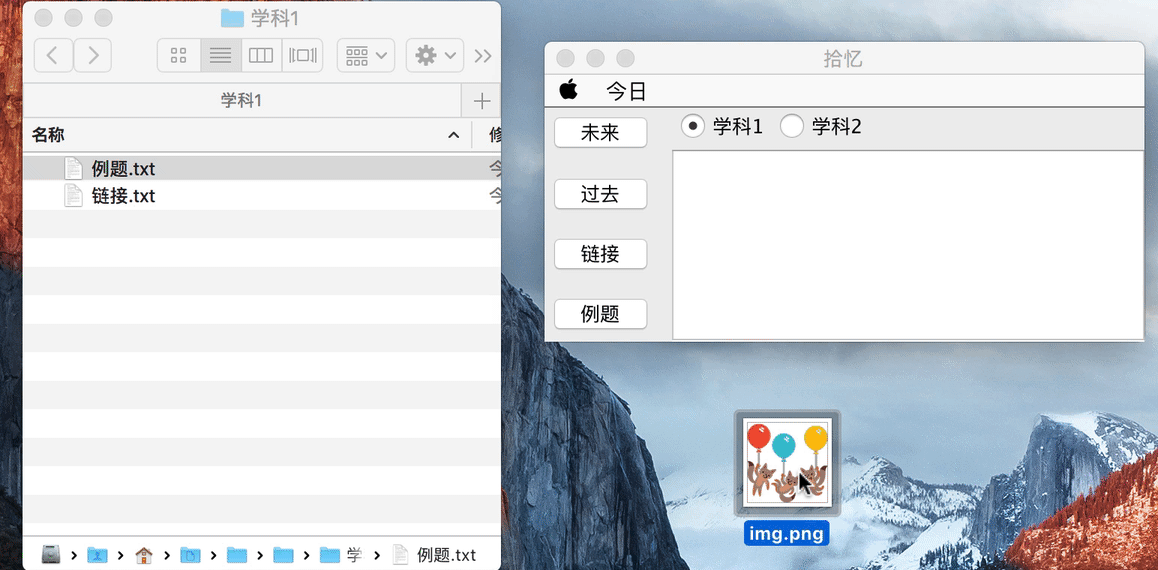 学科1
学科1
名称
修
例题.txt
今
链接.txt
今
学
例题.txt
拾忆
今日
未来
学科1
学科2
过去
链接
例题
img.png